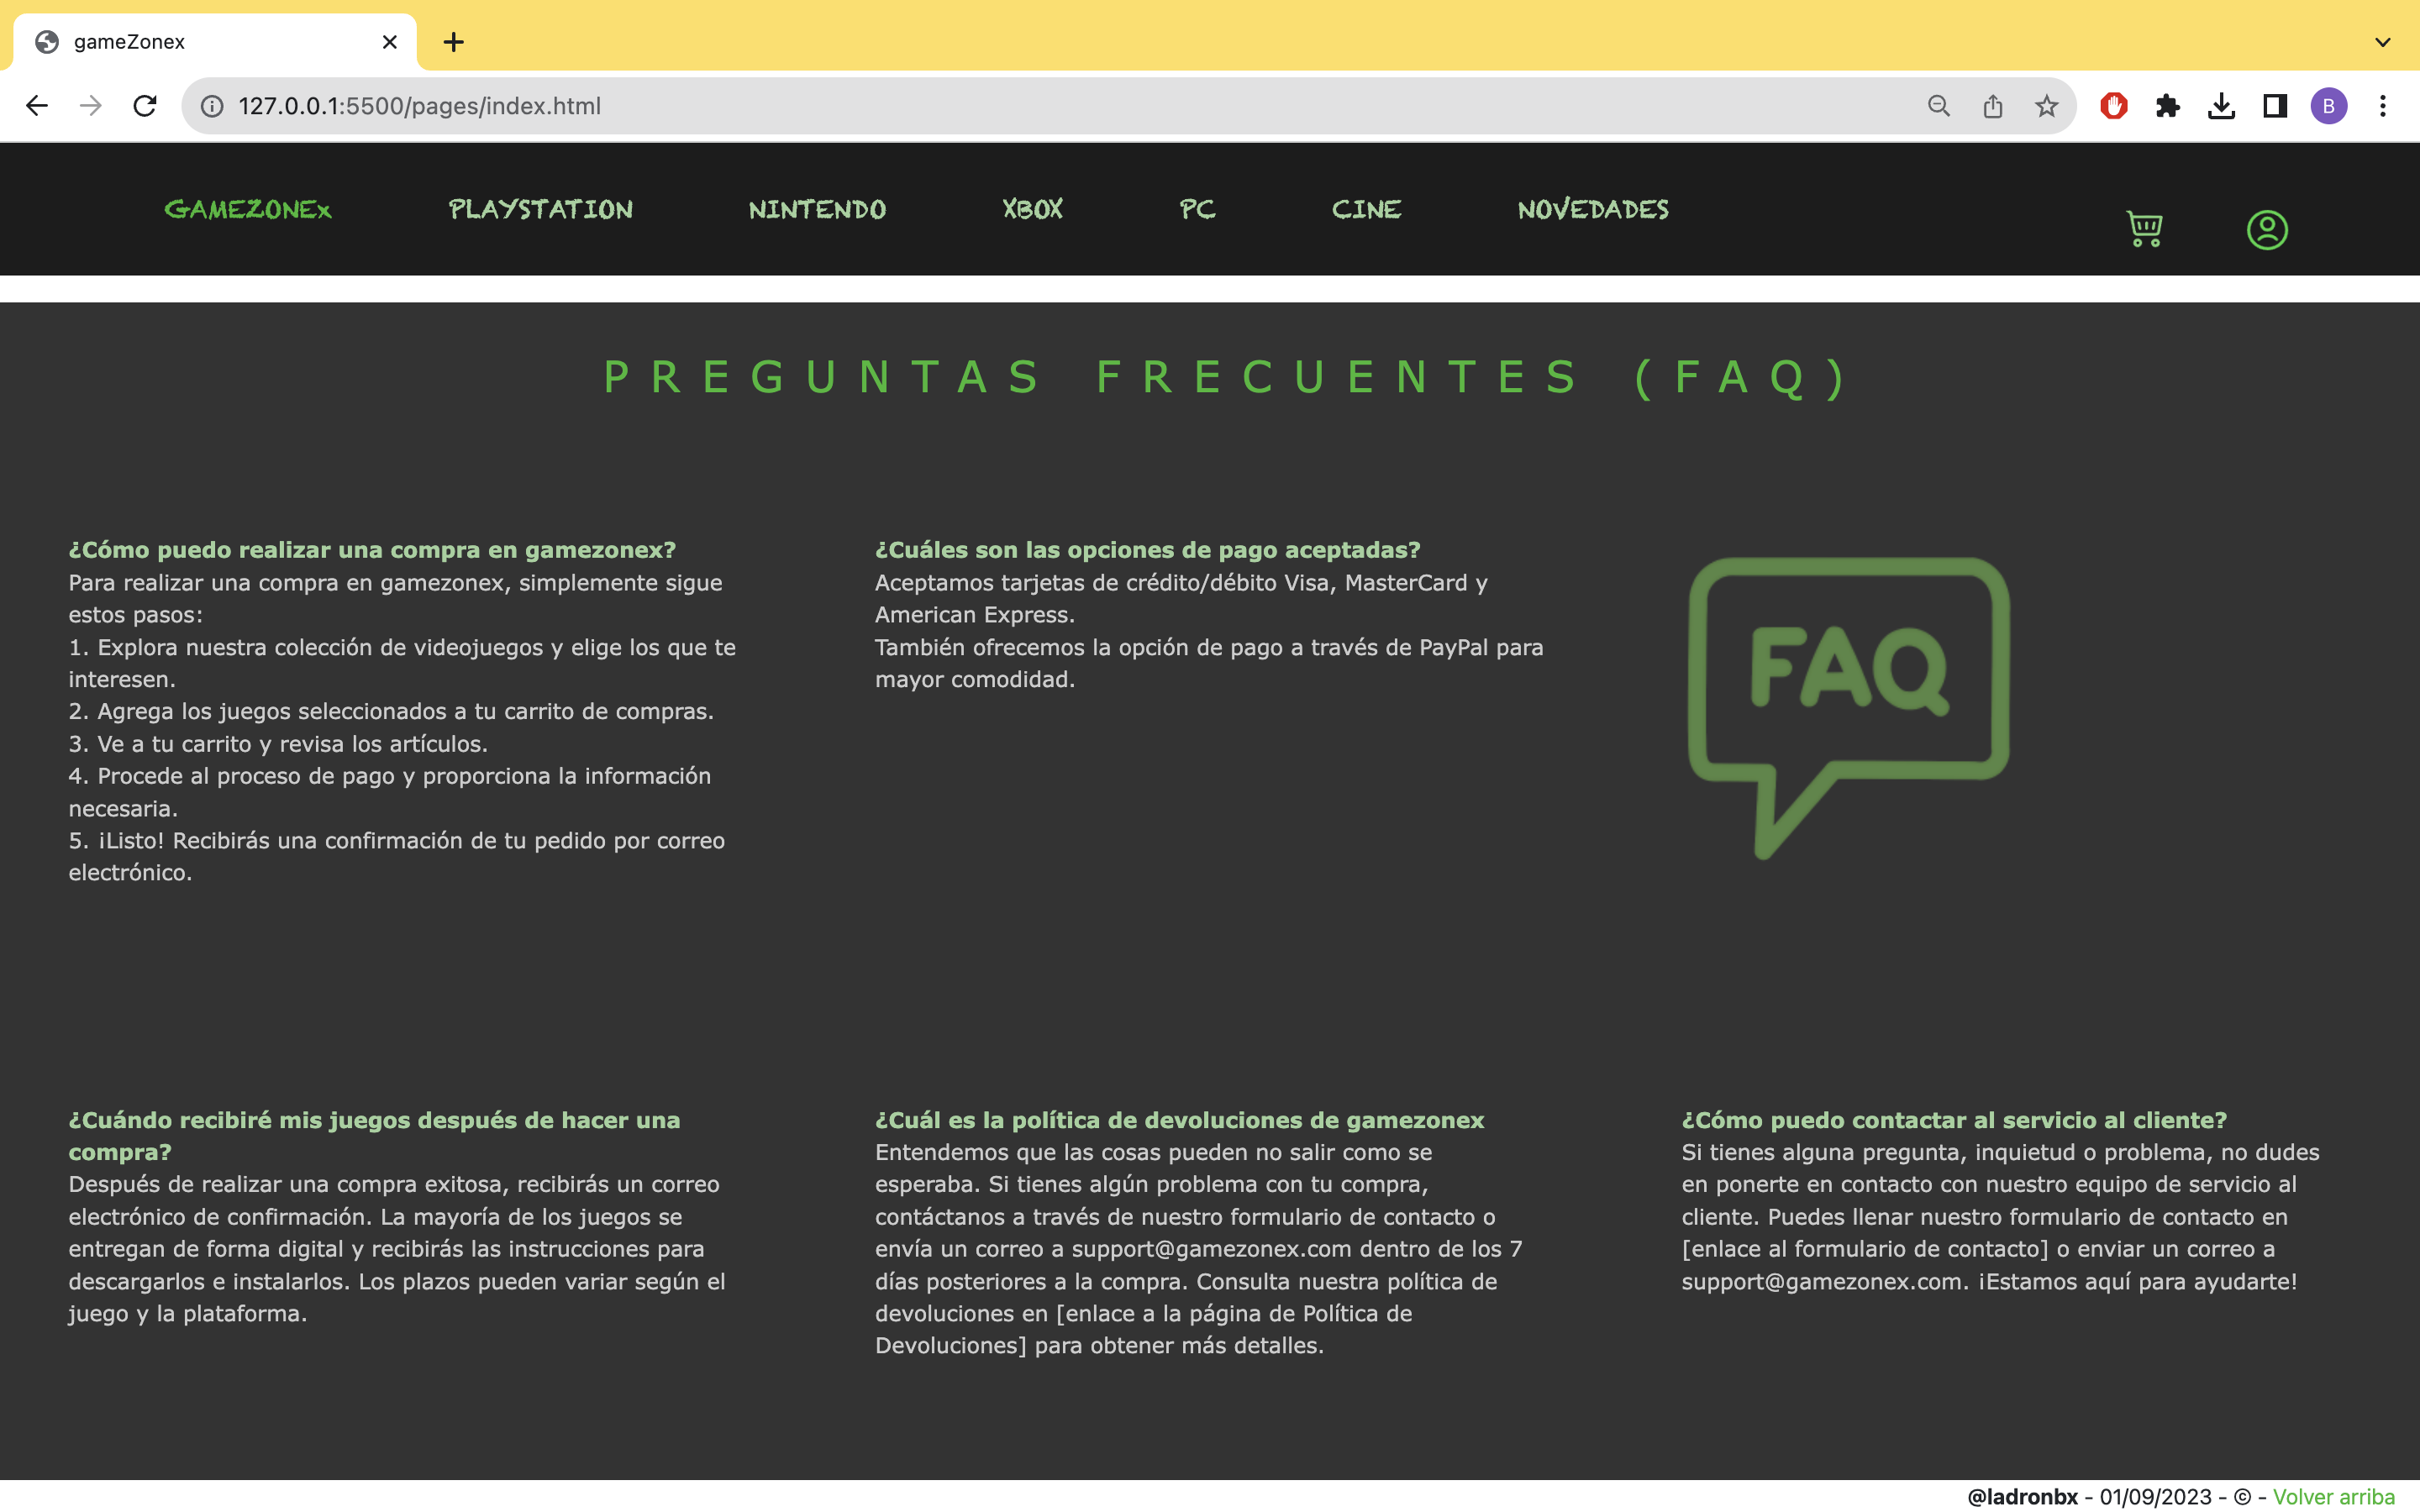 gameZonex
127.0.0.1:5500/pages/index.html
B
GAMEZONEx PLAYSTATION NINTENDO XBOX PC CINE NOVEDADES
PREGUNTAS FRECUENTES (FAQ)
¿Cómo puedo realizar una compra en gamezonex?
Para realizar una compra en gamezonex, simplemente sigue
estos pasos:
1. Explora nuestra colección de videojuegos y elige los que te
interesen.
2. Agrega los juegos seleccionados a tu carrito de compras.
3. Ve a tu carrito y revisa los artículos.
4. Procede al proceso de pago y proporciona la información
necesaria.
5. ¡Listo! Recibirás una confirmación de tu pedido por correo
electrónico.
¿Cuáles son las opciones de pago aceptadas?
Aceptamos tarjetas de crédito/débito Visa, MasterCard y
American Express.
También ofrecemos la opción de pago a través de PayPal para
mayor comodidad.
FAQ
¿Cuándo recibiré mis juegos después de hacer una
compra?
Después de realizar una compra exitosa, recibirás un correo
electrónico de confirmación. La mayoría de los juegos se
entregan de forma digital y recibirás las instrucciones para
descargarlos e instalarlos. Los plazos pueden variar según el
juego y la plataforma.
¿Cuál es la política de devoluciones de gamezonex
Entendemos que las cosas pueden no salir como se
esperaba. Si tienes algún problema con tu compra,
contáctanos a través de nuestro formulario de contacto o
envía un correo a support@gamezonex.com dentro de los 7
días posteriores a la compra. Consulta nuestra política de
devoluciones en [enlace a la página de Política de
Devoluciones] para obtener más detalles.
¿Cómo puedo contactar al servicio al cliente?
Si tienes alguna pregunta, inquietud o problema, no dudes
en ponerte en contacto con nuestro equipo de servicio al
cliente. Puedes llenar nuestro formulario de contacto en
[enlace al formulario de contacto] o enviar un correo a
support@gamezonex.com. ¡Estamos aquí para ayudarte!
@ladronbx - 01/09/2023 - © - Volver arriba